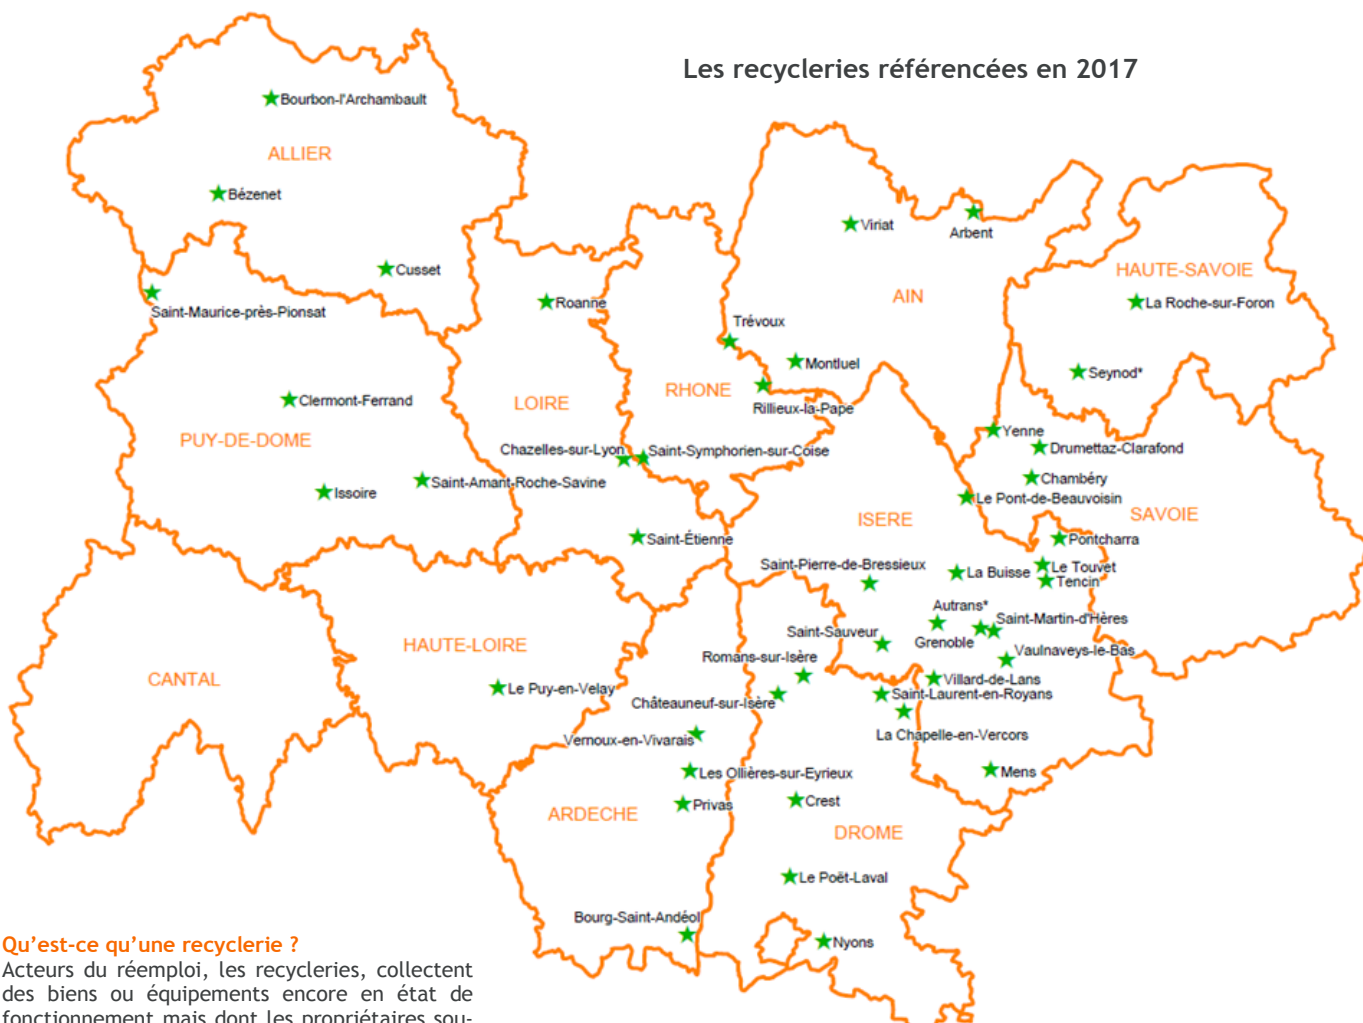 Les recycleries référencées en 2017
Bourbon-l'Archambault
ALLIER
Bézenet
Viriat
Arbent
Cusset
HAUTE-SAVOIE
AIN
Roanne
La Roche-sur-Foron
Saint-Maurice-près-Pionsat
Trévoux
Montluel
Seynod*
RHONE
Clermont-Ferrand
LOIRE
Rillieux-la-Pape
Yenne
PUY-DE-DOME
Drumettaz-Clarafond
Chazelles-sur-Lyon
Saint-Symphorien-sur-Coise
Chambéry
Saint-Amant-Roche-Savine
Issoire
Le Pont-de-Beauvoisin
SAVOIE
ISERE
Saint-Étienne
Pontcharra
Saint-Pierre-de-Bressieux
Le Touvet
La Buisse
Tencin
Autrans*
Saint-Martin-d'Hères
Saint-Sauveur
Grenoble
HAUTE-LOIRE
Vaulnaveys-le-Bas
Romans-sur-Isère
CANTAL
Villard-de-Lans
Le Puy-en-Velay
Saint-Laurent-en-Royans
Châteauneuf-sur-Isère
La Chapelle-en-Vercors
Vernoux-en-Vivarais
Les Ollières-sur-Eyrieux
Mens
Privas
Crest
ARDECHE
DROME
Le Poët-Laval
Bourg-Saint-Andéol
Nyons
Qu'est-ce qu'une recyclerie ?
Acteurs du réemploi, les recycleries, collectent
des biens ou équipements encore en état de
fonctionnement mais dont les propriétaires sou-